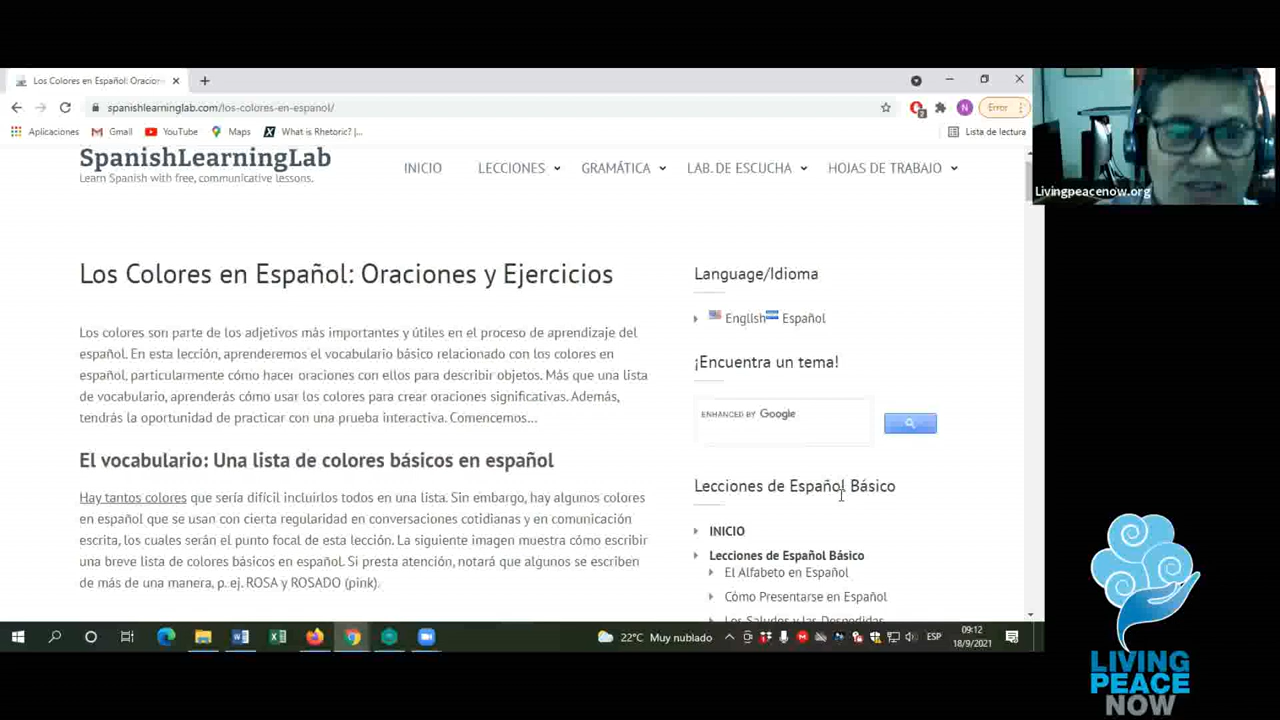 Los Colores en Español: Oracion
spanishlearninglab.com/los-colores-en-espanol/
N
Error
Aplicaciones
Gmail
YouTube
Maps
What is Rhetoric? |...
Lista de lectura
SpanishLearningLab
Learn Spanish with free, communicative lessons.
INICIO
LECCIONES
GRAMÁTICA
LAB. DE ESCUCHA
HOJAS DE TRABAJO
Livingpeacenow.org
Los Colores en Español: Oraciones y Ejercicios
Los colores son parte de los adjetivos más importantes y útiles en el proceso de aprendizaje del
español. En esta lección, aprenderemos el vocabulario básico relacionado con los colores en
español, particularmente cómo hacer oraciones con ellos para describir objetos. Más que una lista
de vocabulario, aprenderás cómo usar los colores para crear oraciones significativas. Además,
tendrás la oportunidad de practicar con una prueba interactiva. Comencemos...
El vocabulario: Una lista de colores básicos en español
Hay tantos colores que sería difícil incluirlos todos en una lista. Sin embargo, hay algunos colores
en español que se usan con cierta regularidad en conversaciones cotidianas y en comunicación
escrita, los cuales serán el punto focal de esta lección. La siguiente imagen muestra cómo escribir
una breve lista de colores básicos en español. Si presta atención, notará que algunos se escriben
de más de una manera, p. ej. ROSA y ROSADO (pink).
Language/Idioma
English Español
¡Encuentra un tema!
ENHANCED BY Google
Lecciones de Español Básico
INICIO
Lecciones de Español Básico
El Alfabeto en Español
Cómo Presentarse en Español
Los Saludos y las Despedidas
22°C Muy nublado
ESP
09:12
18/9/2021
LIVING
PEACE
NOW